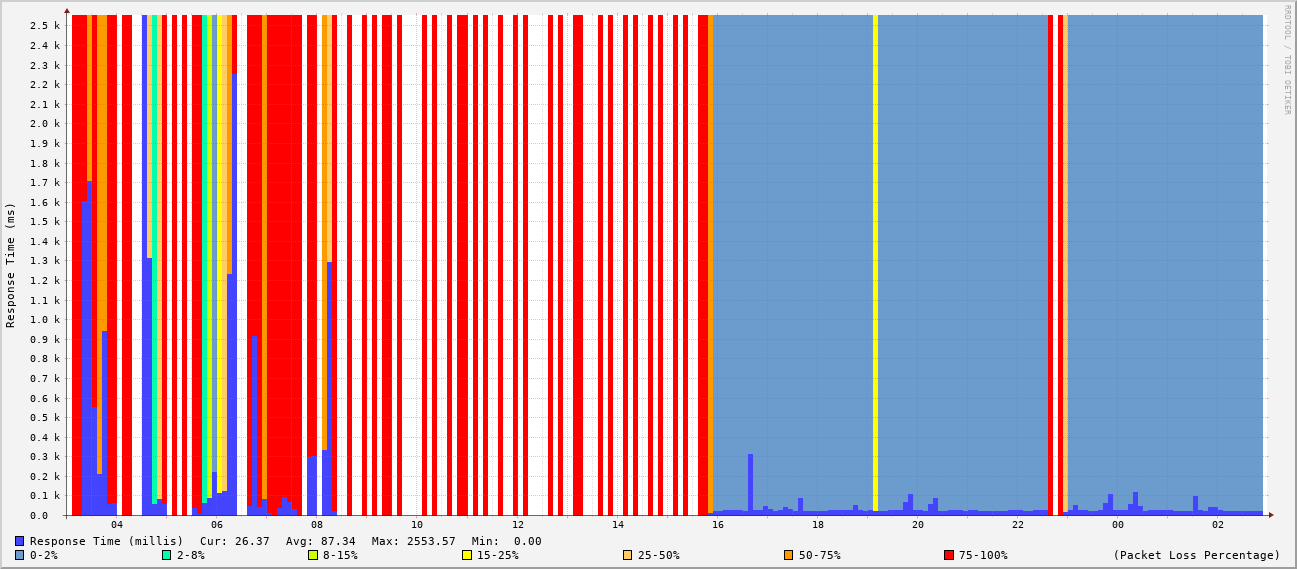 RRDTOOL / TOBI OETIKER
Response Time (ms)
2.5 k
2.4 k
2.3 k
2.2 k
2.1 k
2.0 k
1.9 k
1.8 k
1.7 k
1.6 k
1.5 k
1.4 k
1.3 k
1.2 k
1.1 k
1.0 k
0.9 k
0.8 k
0.7 k
0.6 k
0.5 k
0.4 k
0.3 k
0.2 k
0.1 k
0.0
04 06 08 10 12 14 16 18 20 22 00 02
Response Time (millis) Cur: 26.37 Avg: 87.34 Max: 2553.57 Min: 0.00
0-2% 2-8% 8-15% 15-25% 25-50% 50-75% 75-100% (Packet Loss Percentage)